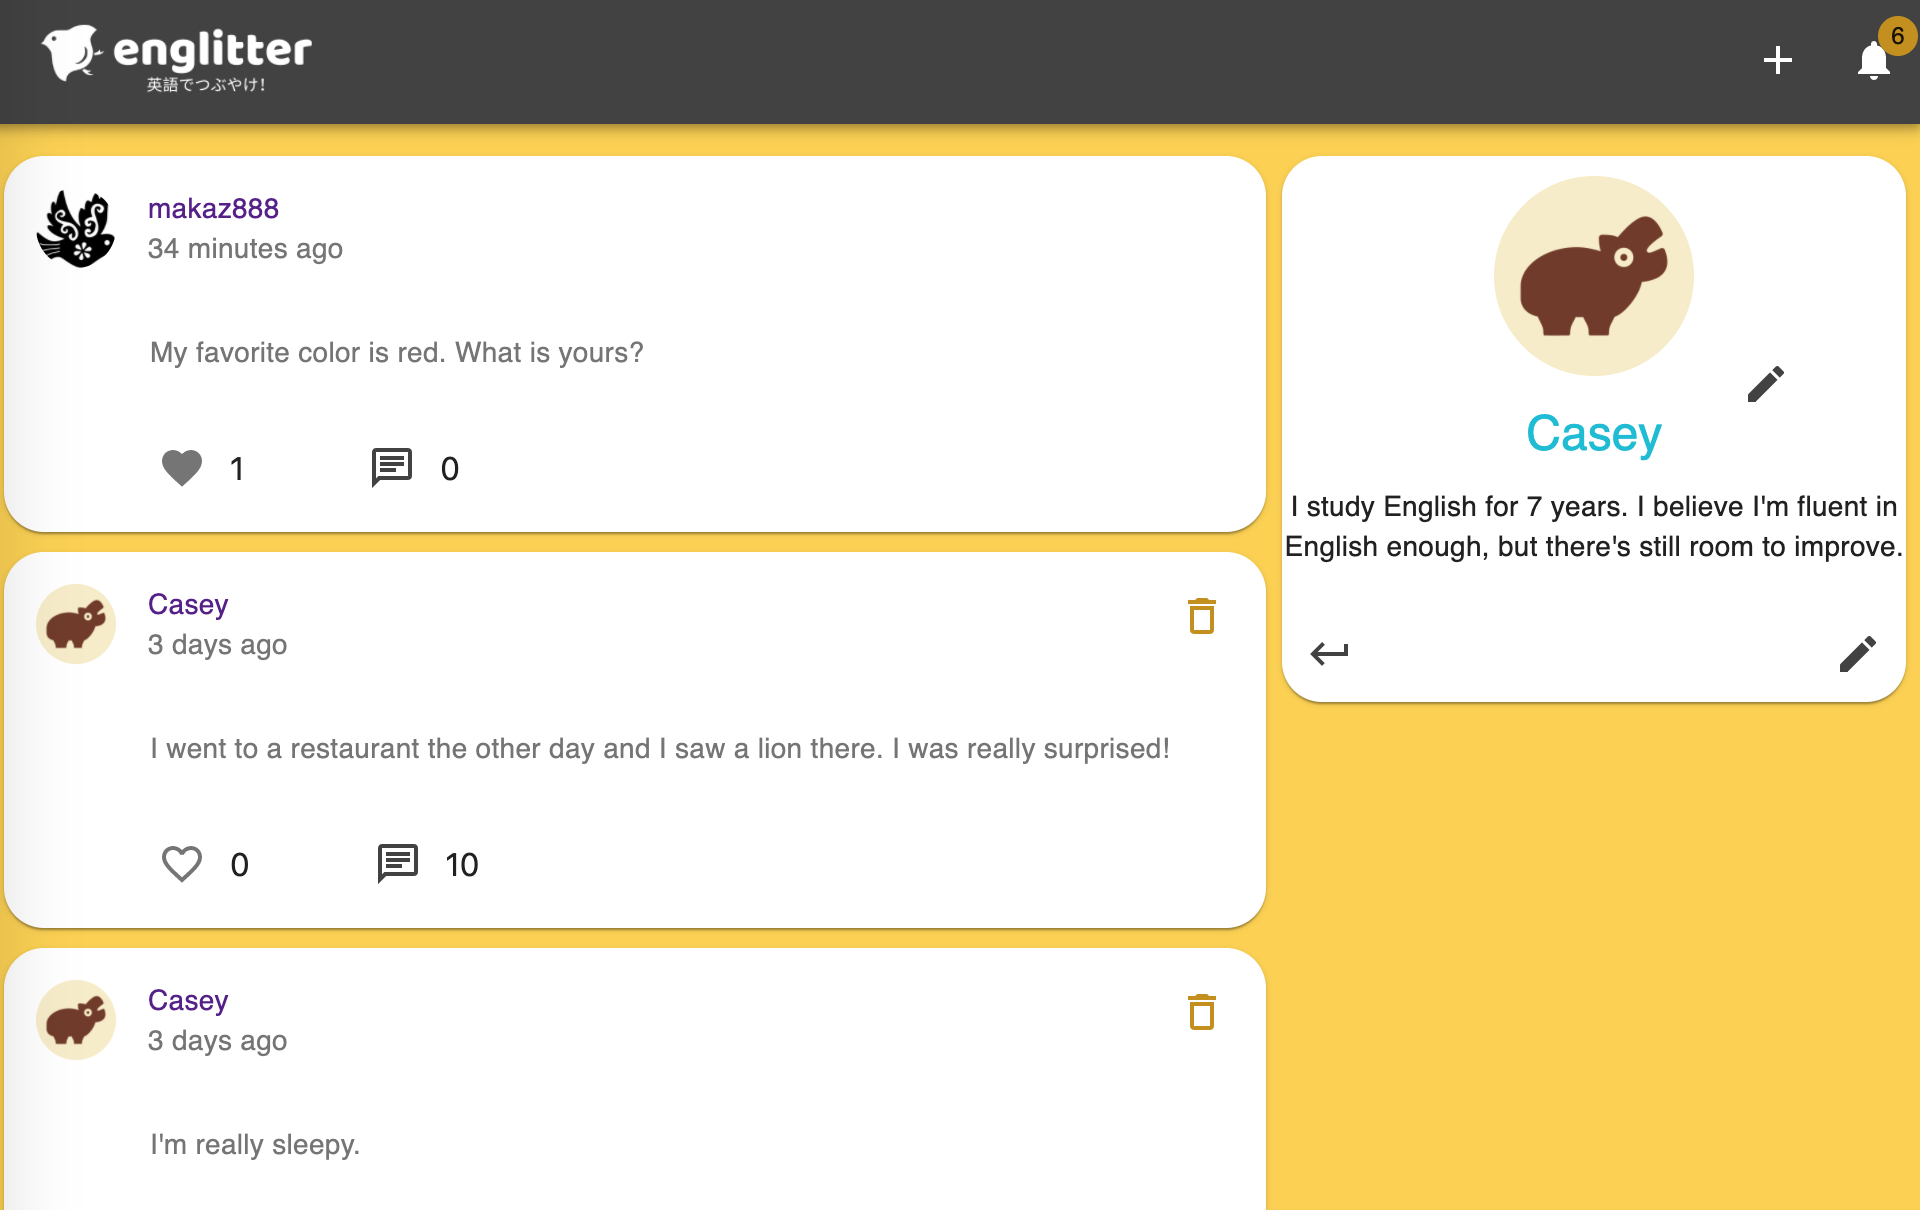 englitter
英語でつぶやけ!
6
makaz888
34 minutes ago
My favorite color is red. What is yours?
1 0
Casey
3 days ago
I went to a restaurant the other day and I saw a lion there. I was really surprised!
0 10
Casey
3 days ago
I'm really sleepy.
Casey
I study English for 7 years. I believe I'm fluent in
English enough, but there's still room to improve.